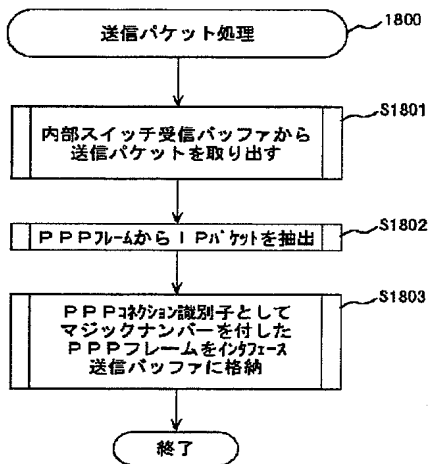 送信パケット処理
1800
内部スイッチ受信バッファから
送信パケットを取り出す
S1801
PPPフレームからIPパケットを抽出
S1802
PPPコネクション識別子として
マジックナンバーを付した
PPPフレームをインタフェース
送信バッファに格納
S1803
終了